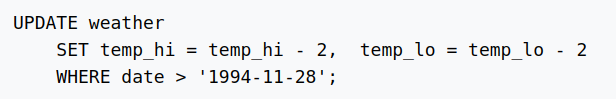 UPDATE weather
    SET temp_hi = temp_hi - 2,  temp_lo = temp_lo - 2
    WHERE date > '1994-11-28';